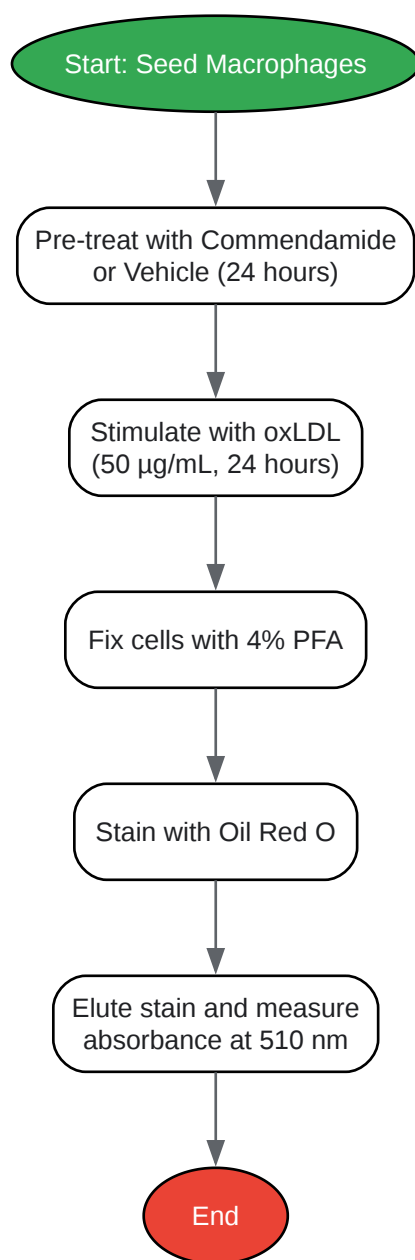 Start: Seed Macrophages
Pre-treat with Commendamide
or Vehicle (24 hours)
Stimulate with oxLDL
(50 µg/mL, 24 hours)
Fix cells with 4% PFA
Stain with Oil Red O
Elute stain and measure
absorbance at 510 nm
End